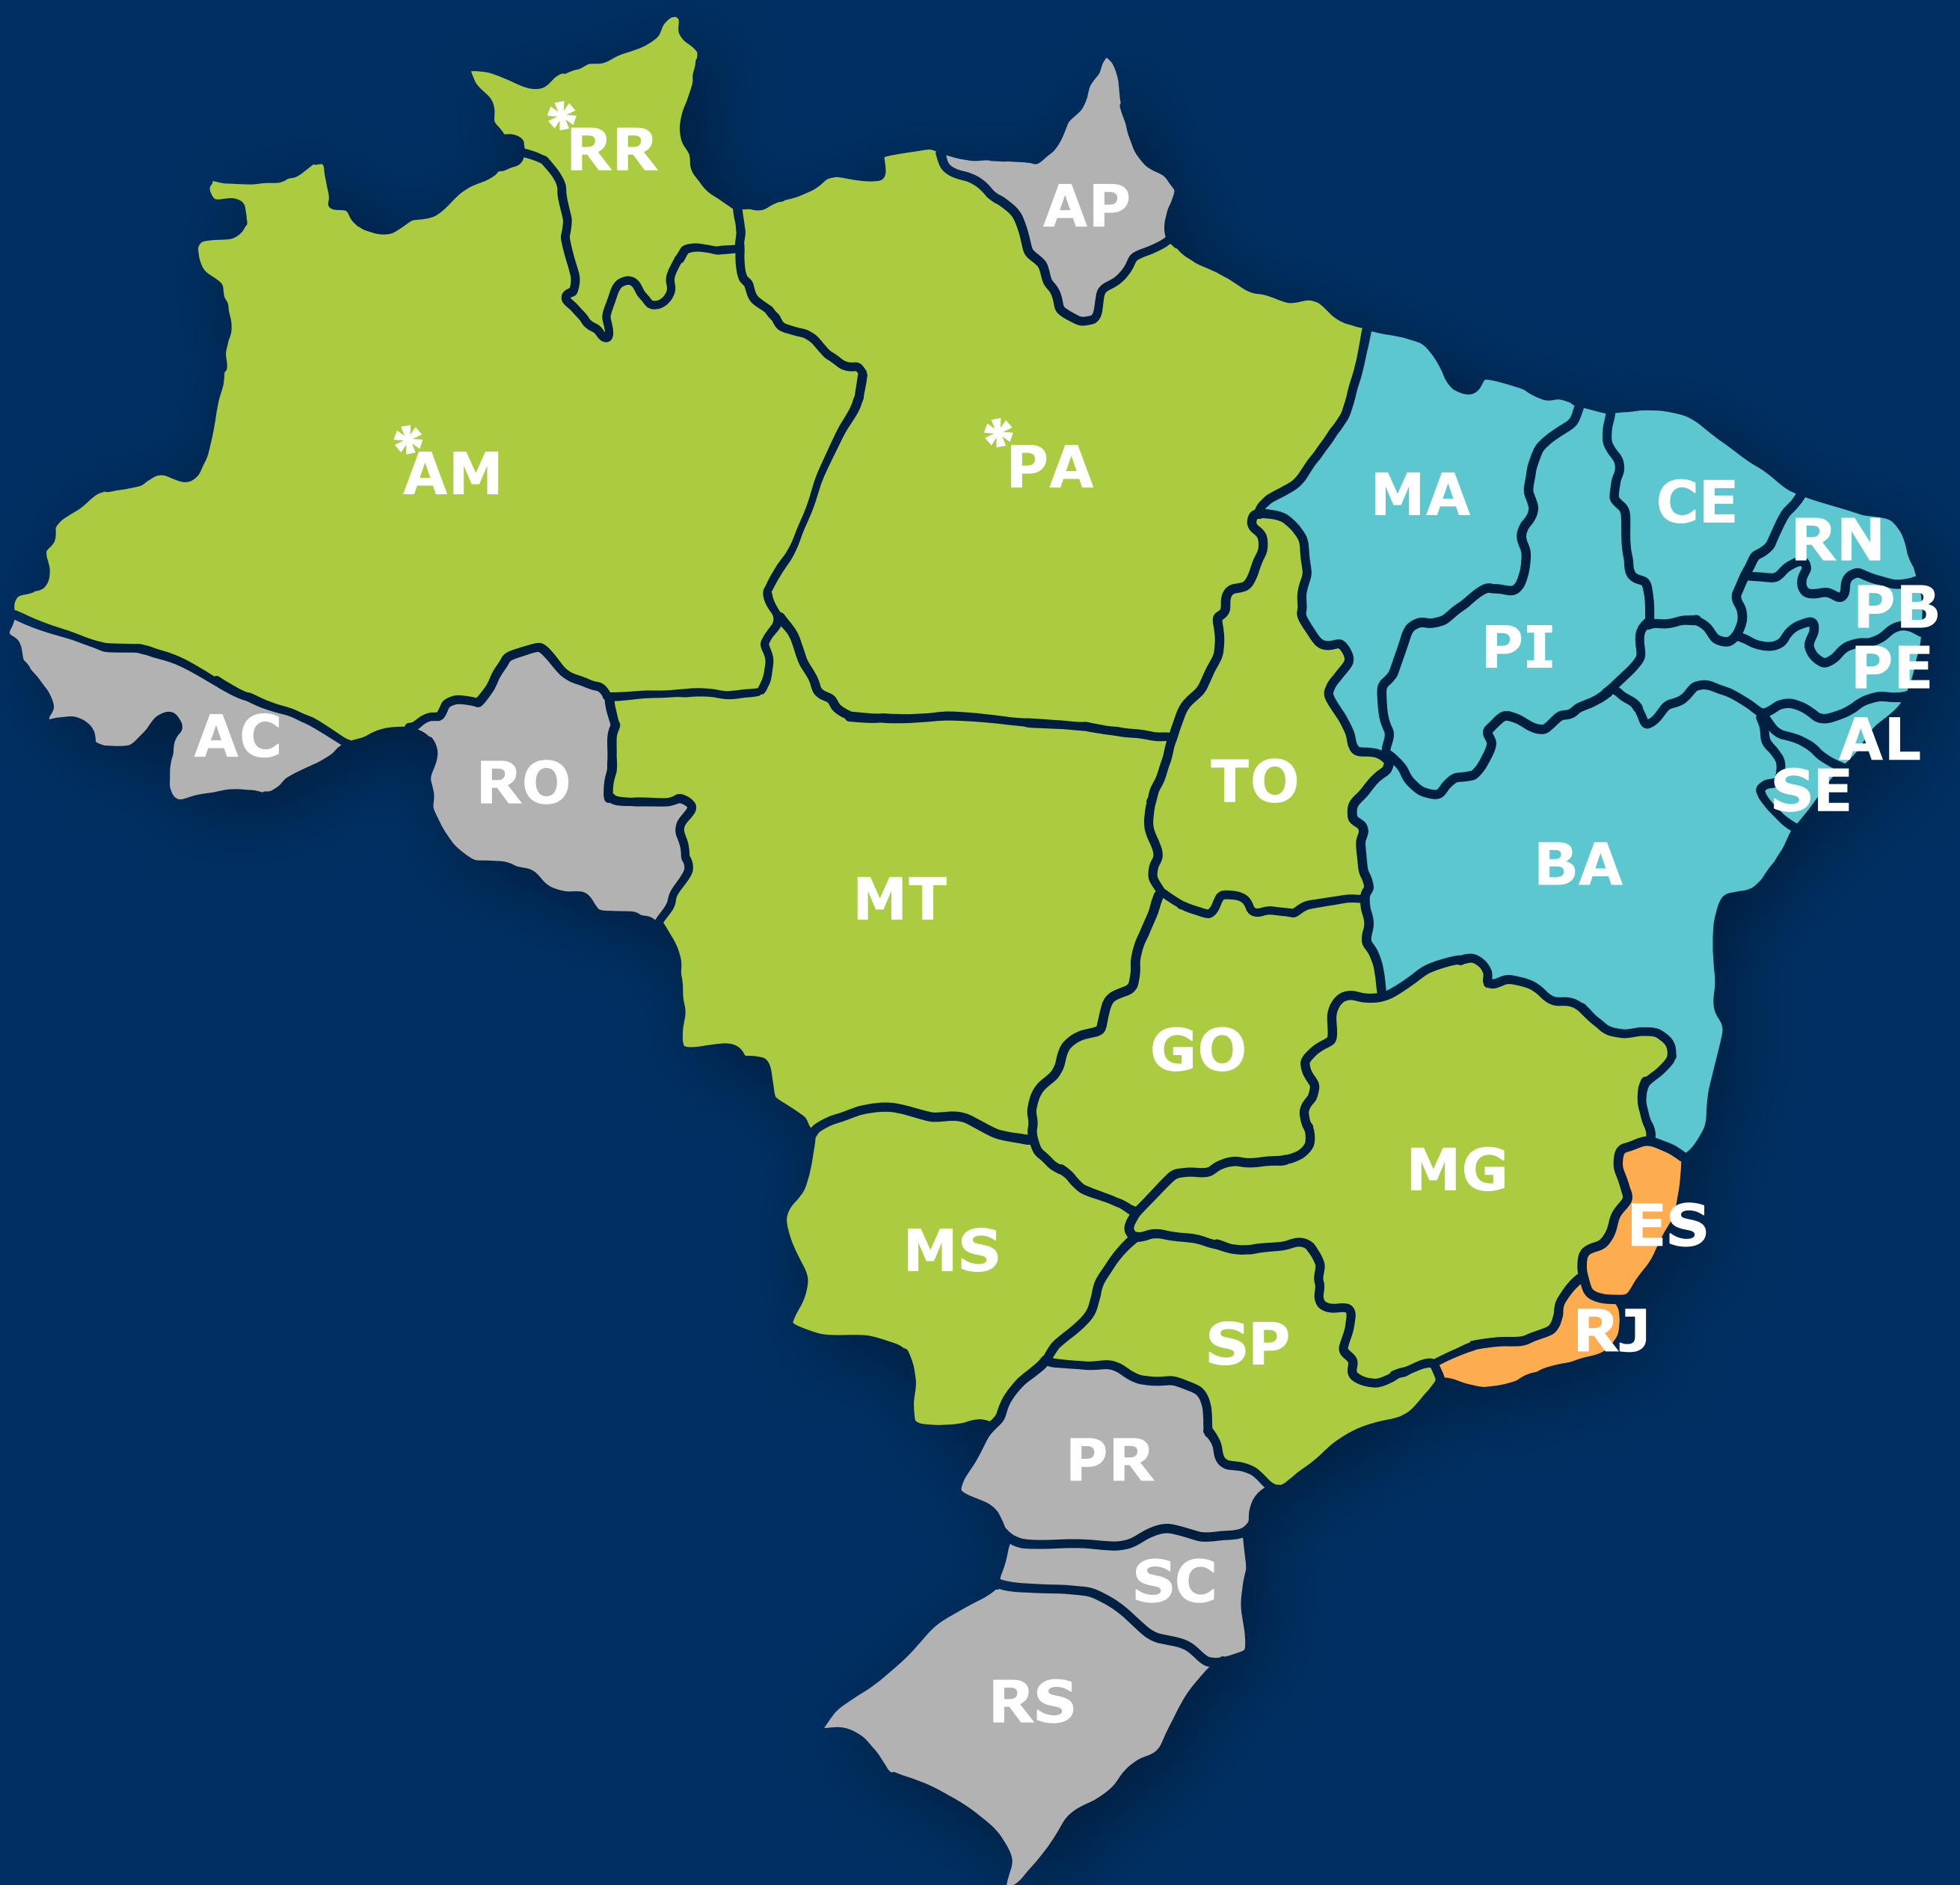 *RR
AP
*AM
*PA
MA
CE
RN
PB
PI
PE
AC
AL
RO
TO
SE
BA
MT
GO
MG
ES
MS
RJ
SP
PR
SC
RS